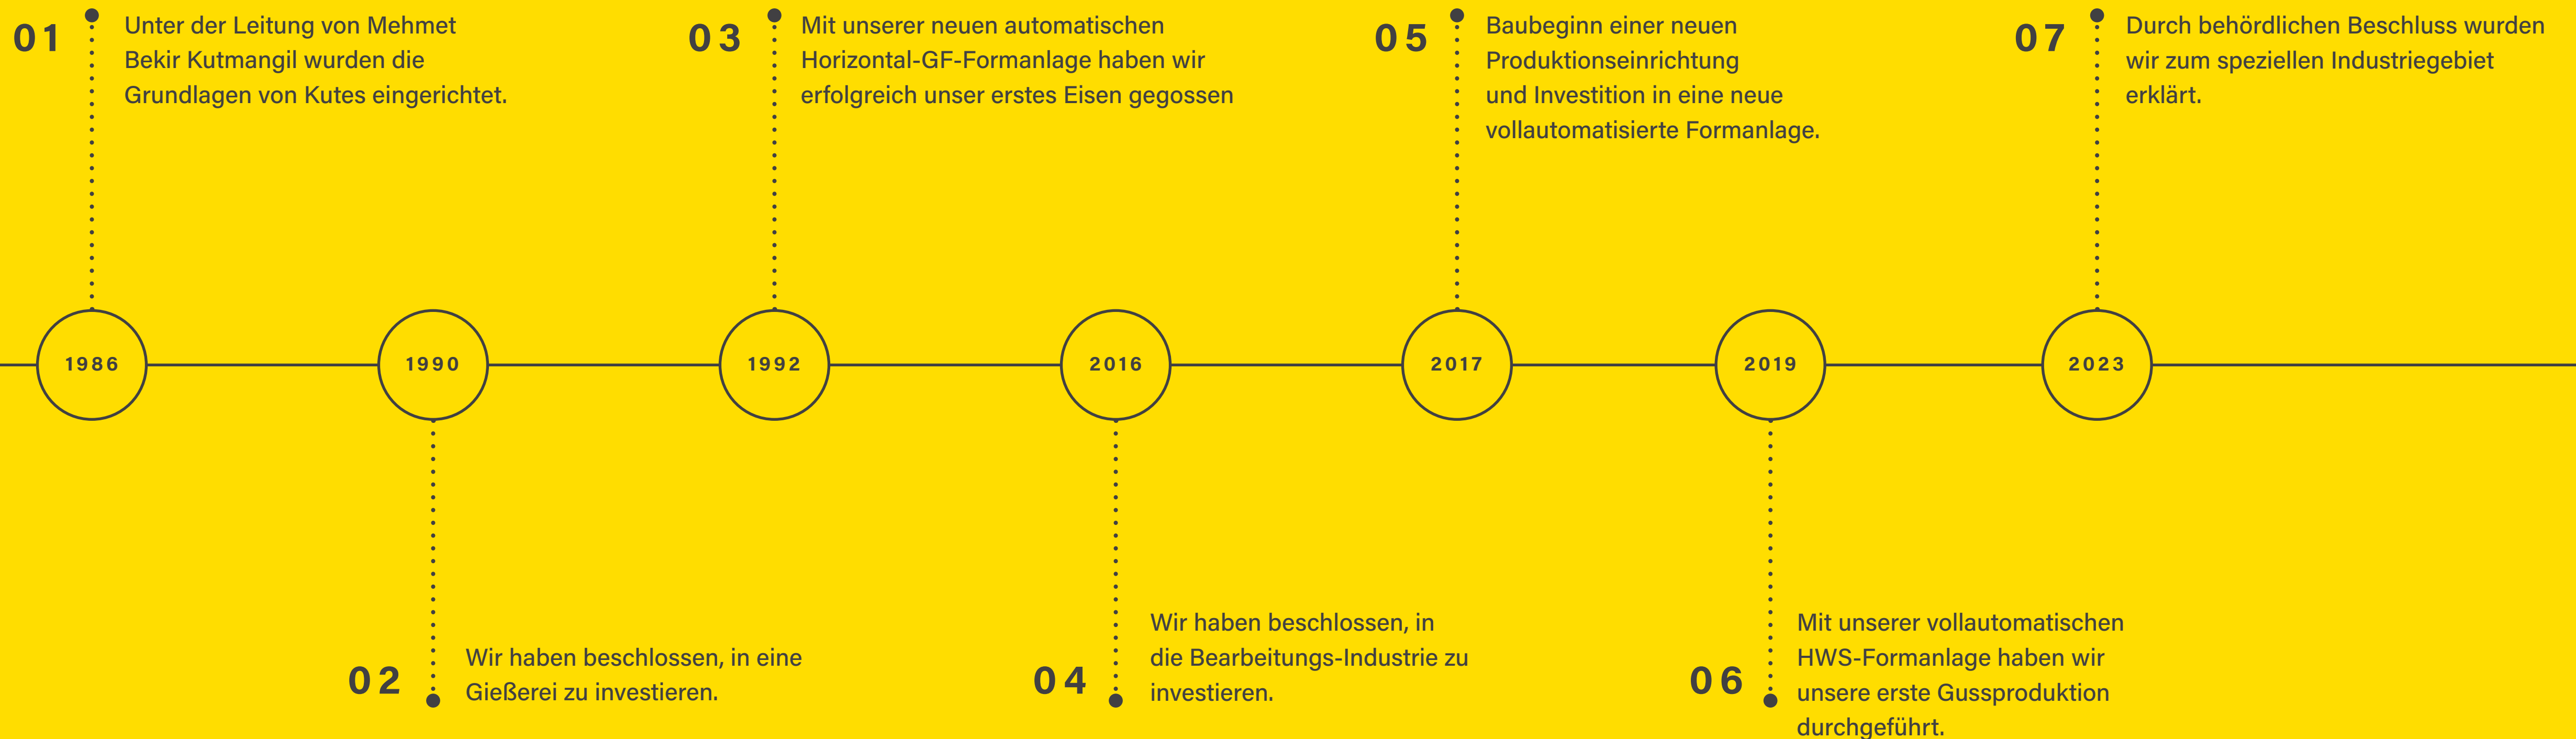 01
Unter der Leitung von Mehmet
Bekir Kutmangil wurden die
Grundlagen von Kutes eingerichtet.
03
Mit unserer neuen automatischen
Horizontal-GF-Formanlage haben wir
erfolgreich unser erstes Eisen gegossen
05
Baubeginn einer neuen
Produktionseinrichtung
und Investition in eine neue
vollautomatisierte Formanlage.
07
Durch behördlichen Beschluss wurden
wir zum speziellen Industriegebiet
erklärt.
1986
1990
1992
2016
2017
2019
2023
02
Wir haben beschlossen, in eine
Gießerei zu investieren.
04
Wir haben beschlossen, in
die Bearbeitungs-Industrie zu
investieren.
06
Mit unserer vollautomatischen
HWS-Formanlage haben wir
unsere erste Gussproduktion
durchgeführt.